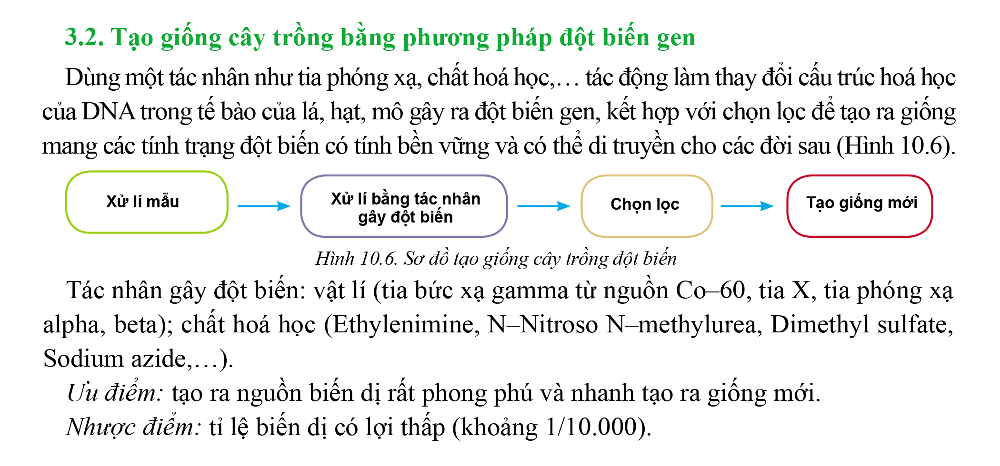 3.2. Tạo giống cây trồng bằng phương pháp đột biến gen
Dùng một tác nhân như tia phóng xạ, chất hoá học,… tác động làm thay đổi cấu trúc hoá học
của DNA trong tế bào của lá, hạt, mô gây ra đột biến gen, kết hợp với chọn lọc để tạo ra giống
mang các tính trạng đột biến có tính bền vững và có thể di truyền cho các đời sau (Hình 10.6).
Xử lí mẫu
Xử lí bằng tác nhân
gây đột biến
Chọn lọc
Tạo giống mới
Hình 10.6. Sơ đồ tạo giống cây trồng đột biến
Tác nhân gây đột biến: vật lí (tia bức xạ gamma từ nguồn Co–60, tia X, tia phóng xạ
alpha, beta); chất hoá học (Ethylenimine, N–Nitroso N–methylurea, Dimethyl sulfate,
Sodium azide,…).
Ưu điểm: tạo ra nguồn biến dị rất phong phú và nhanh tạo ra giống mới.
Nhược điểm: tỉ lệ biến dị có lợi thấp (khoảng 1/10.000).